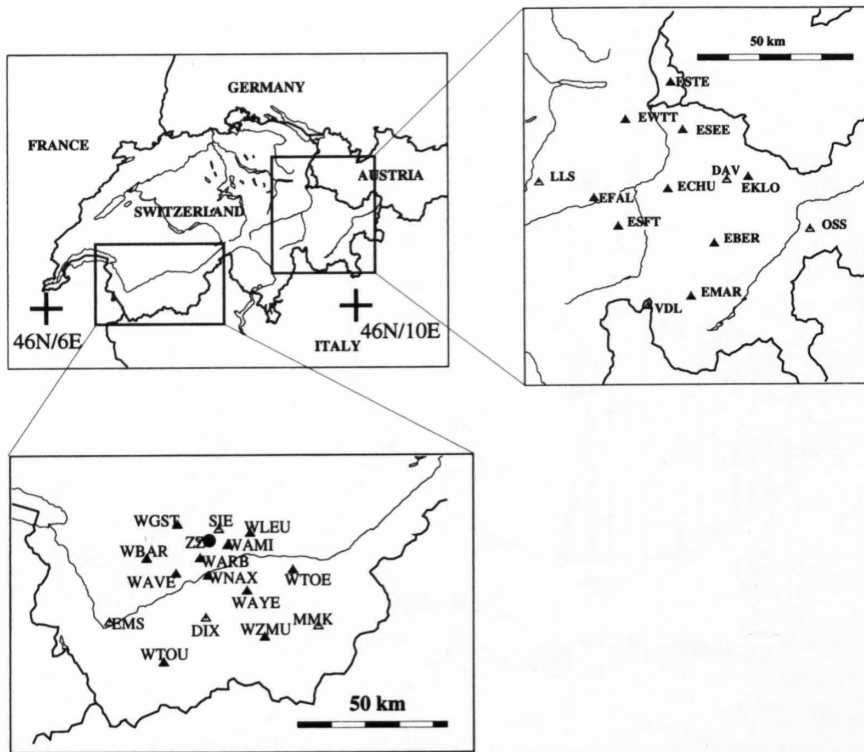 GERMANY
FRANCE
AUSTRIA
SWITZERLAND
46N/6E
46N/10E
ITALY
50 km
ESTE
EWTT
ESEE
LLS
DAV
EKLO
ECHU
EFAL
ESFT
OSS
EBER
EMAR
VDL
WGST
SIE
WLEU
WAMI
WBAR
WARB
WAVE
WNAX
WTOE
WAYE
EMS
DIX
MMK
WZMU
WTOU
50 km